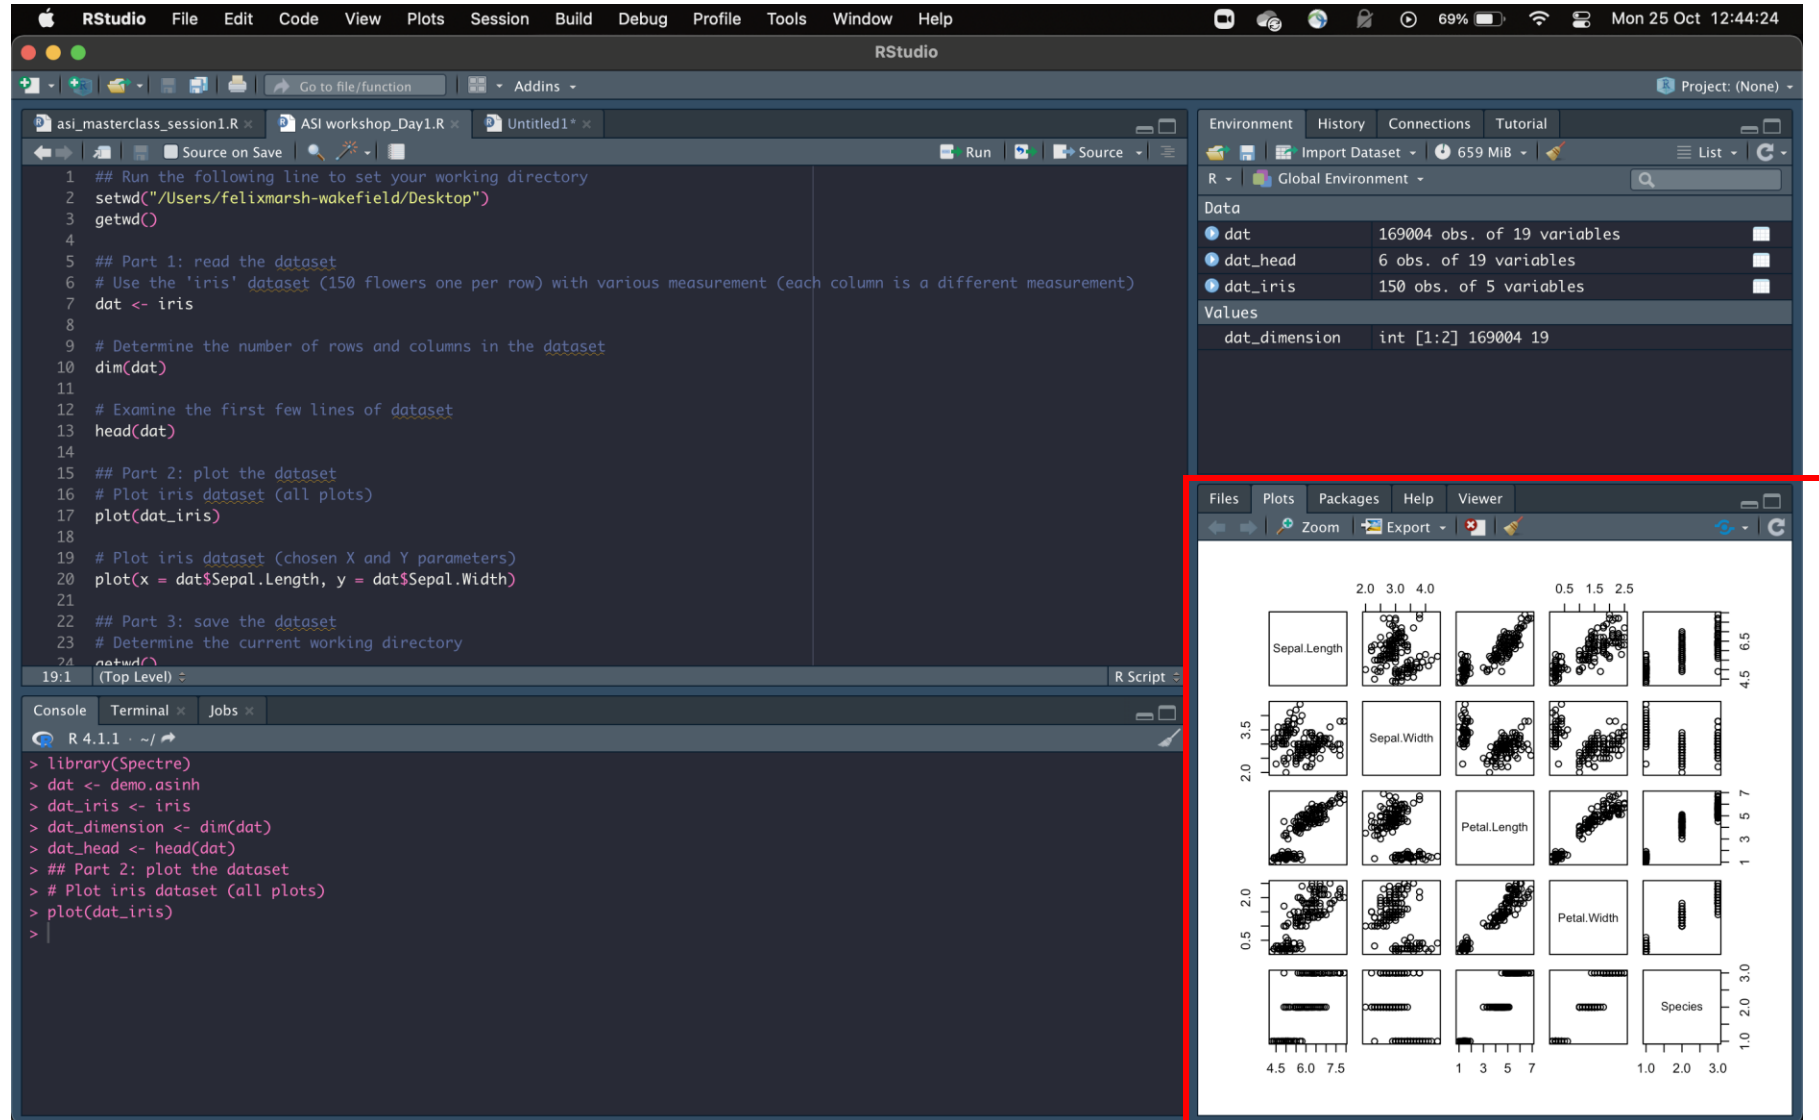 RStudio File Edit Code View Plots Session Build Debug Profile Tools Window Help 69% Mon 25 Oct 12:44:24
RStudio
Go to file/function Addins Project: (None)
asi_masterclass_session1.R ASI workshop_Day1.R Untitled1*
Source on Save Run Source
1 ## Run the following line to set your working directory
2 setwd("/Users/felixmarsh-wakefield/Desktop")
3 getwd()
4
5 ## Part 1: read the dataset
6 # Use the 'iris' dataset (150 flowers one per row) with various measurement (each column is a different measurement)
7 dat <- iris
8
9 # Determine the number of rows and columns in the dataset
10 dim(dat)
11
12 # Examine the first few lines of dataset
13 head(dat)
14
15 ## Part 2: plot the dataset
16 # Plot iris dataset (all plots)
17 plot(dat_iris)
18
19 # Plot iris dataset (chosen X and Y parameters)
20 plot(x = dat$Sepal.Length, y = dat$Sepal.Width)
21
22 ## Part 3: save the dataset
23 # Determine the current working directory
24 getwd()
19:1 (Top Level) R Script
Console Terminal Jobs
R 4.1.1 · ~/
> library(Spectre)
> dat <- demo.asinh
> dat_iris <- iris
> dat_dimension <- dim(dat)
> dat_head <- head(dat)
> ## Part 2: plot the dataset
> # Plot iris dataset (all plots)
> plot(dat_iris)
>
Environment History Connections Tutorial
Import Dataset 659 MiB List
R Global Environment
Data
dat 169004 obs. of 19 variables
dat_head 6 obs. of 19 variables
dat_iris 150 obs. of 5 variables
Values
dat_dimension int [1:2] 169004 19
Files Plots Packages Help Viewer
Zoom Export
2.0 3.0 4.0 0.5 1.5 2.5
Sepal.Length 4.5 6.5
2.0 3.5 Sepal.Width
Petal.Length 1 3 5 7
0.5 2.0 Petal.Width
Species 1.0 2.0 3.0
4.5 6.0 7.5 1 3 5 7 1.0 2.0 3.0